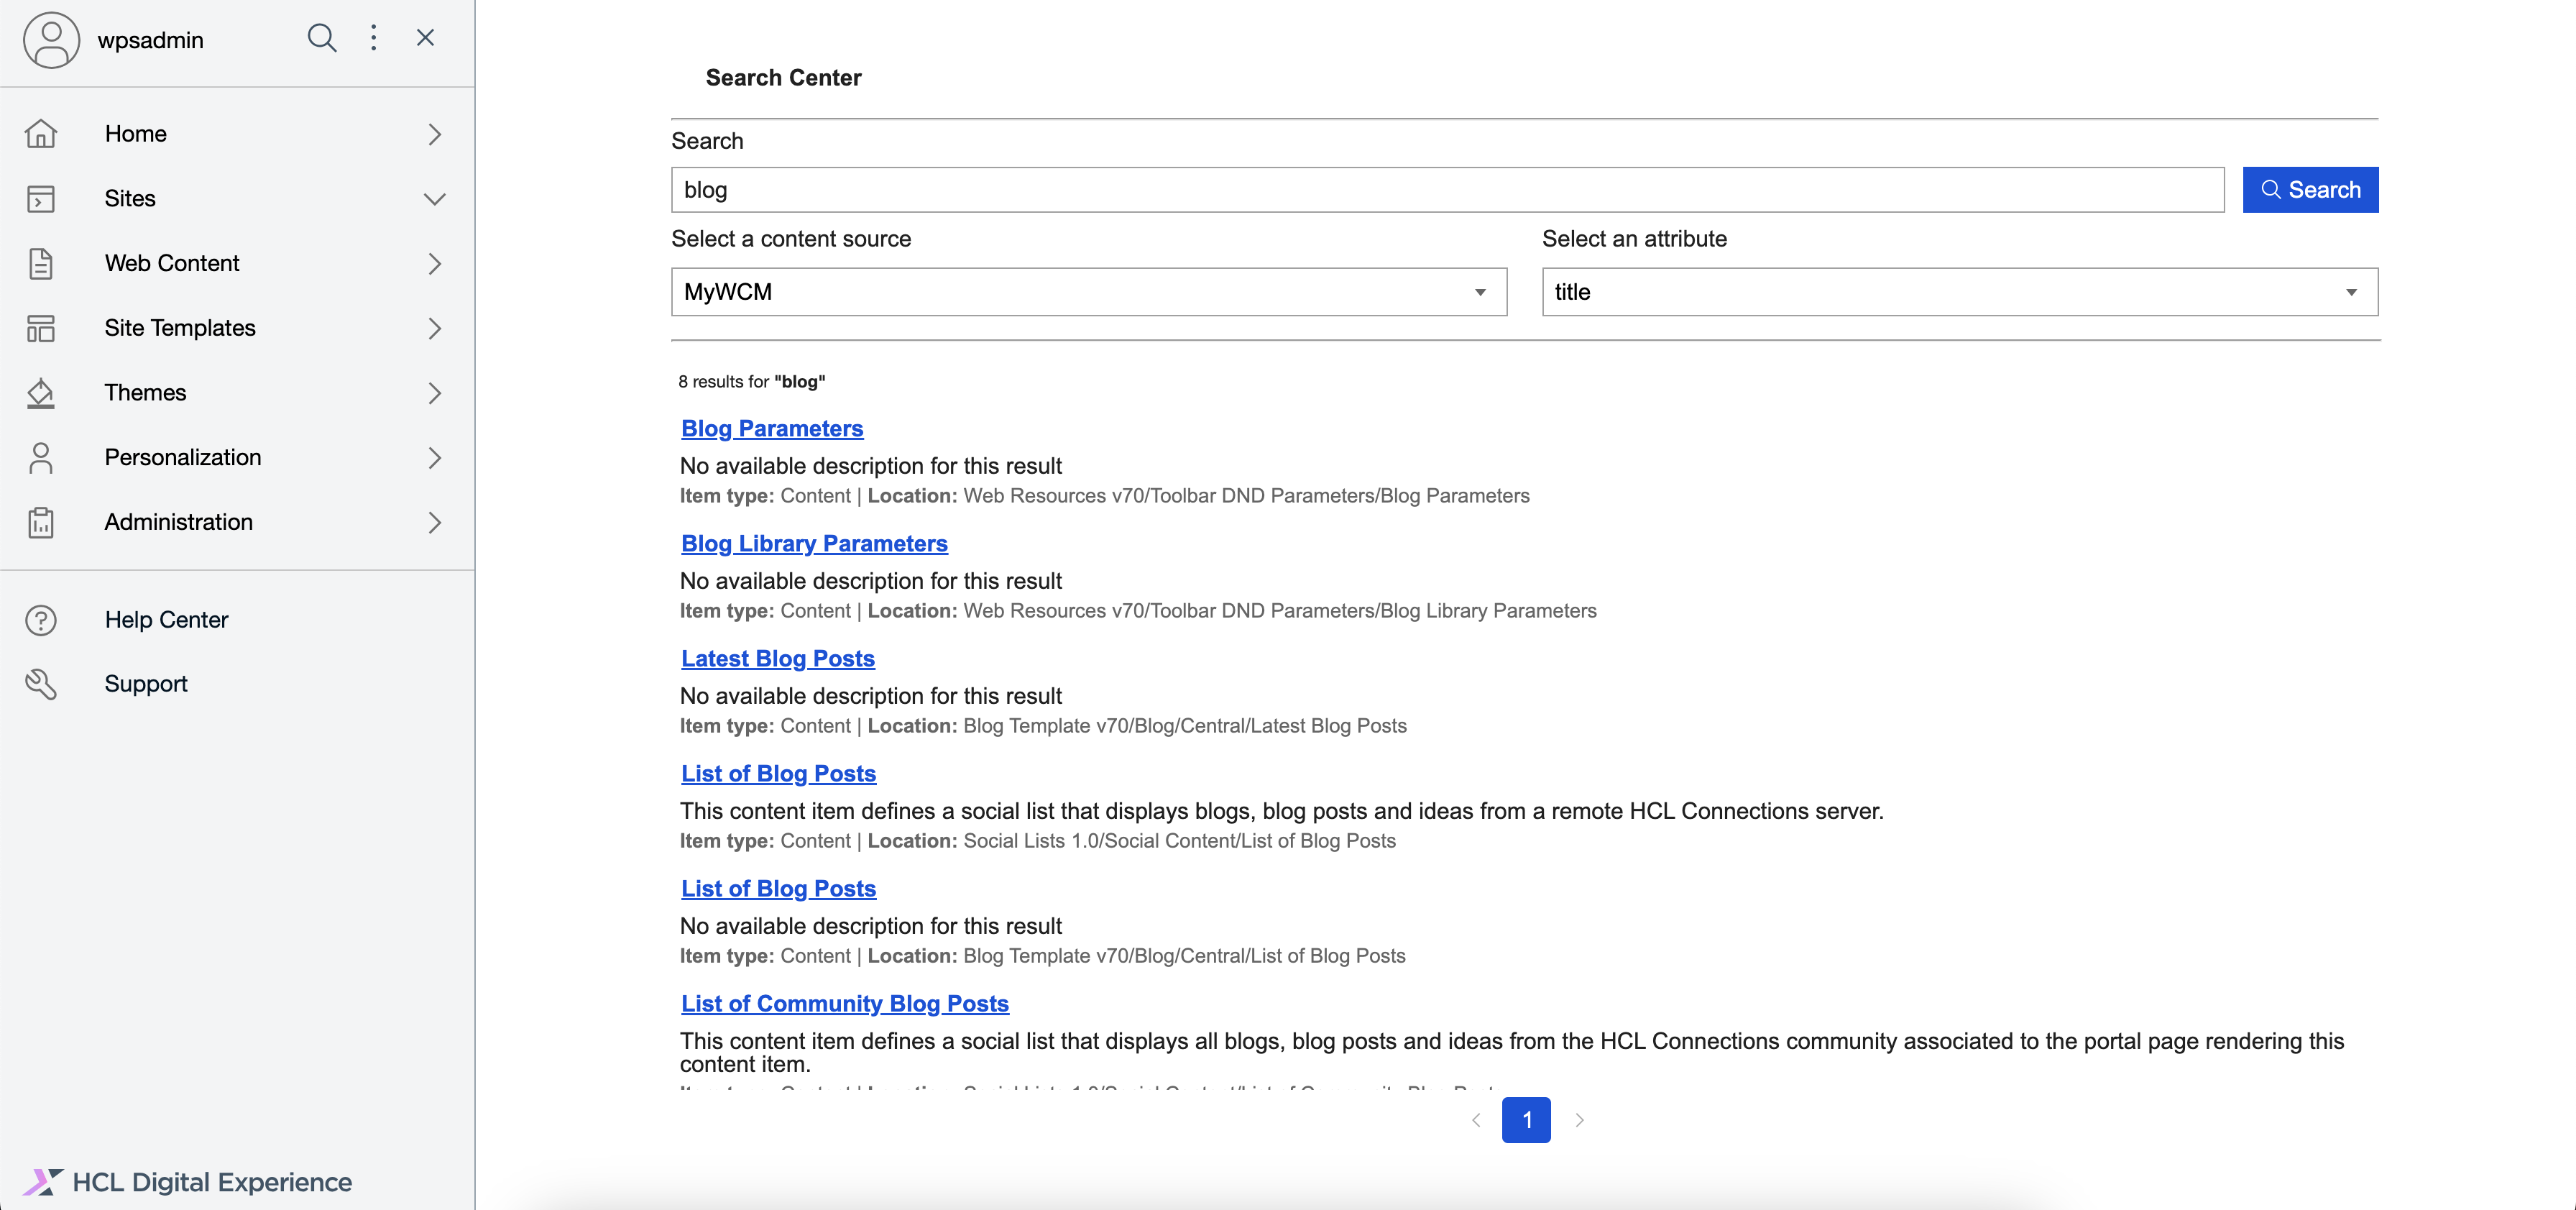 wpsadmin
Home
Sites
Web Content
Site Templates
Themes
Personalization
Administration
Help Center
Support
HCL Digital Experience
Search Center
Search
blog
Search
Select a content source
Select an attribute
MyWCM
title
8 results for "blog"
Blog Parameters
No available description for this result
Item type: Content | Location: Web Resources v70/Toolbar DND Parameters/Blog Parameters
Blog Library Parameters
No available description for this result
Item type: Content | Location: Web Resources v70/Toolbar DND Parameters/Blog Library Parameters
Latest Blog Posts
No available description for this result
Item type: Content | Location: Blog Template v70/Blog/Central/Latest Blog Posts
List of Blog Posts
This content item defines a social list that displays blogs, blog posts and ideas from a remote HCL Connections server.
Item type: Content | Location: Social Lists 1.0/Social Content/List of Blog Posts
List of Blog Posts
No available description for this result
Item type: Content | Location: Blog Template v70/Blog/Central/List of Blog Posts
List of Community Blog Posts
This content item defines a social list that displays all blogs, blog posts and ideas from the HCL Connections community associated to the portal page rendering this
content item.
1